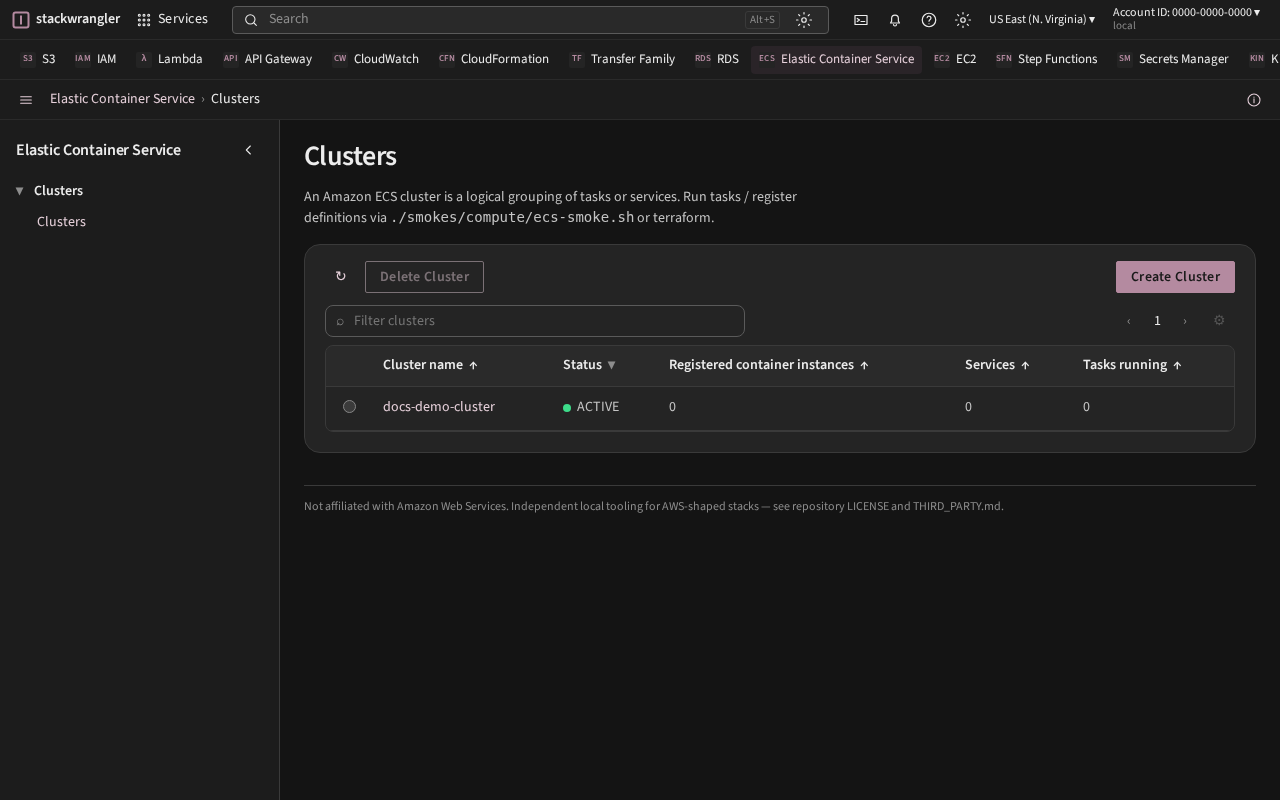 stackwrangler Services Search Alt+S US East (N. Virginia) ▾ Account ID: 0000-0000-0000 ▾
local
S3 S3 IAM IAM λ Lambda API API Gateway CW CloudWatch CFN CloudFormation TF Transfer Family RDS RDS ECS Elastic Container Service EC2 EC2 SFN Step Functions SM Secrets Manager KIN K
Elastic Container Service › Clusters
Elastic Container Service
▼ Clusters
Clusters
Clusters
An Amazon ECS cluster is a logical grouping of tasks or services. Run tasks / register
definitions via ./smokes/compute/ecs-smoke.sh or terraform.
↻ Delete Cluster Create Cluster
Filter clusters ‹ 1 ›
Cluster name ↑ Status ▼ Registered container instances ↑ Services ↑ Tasks running ↑
docs-demo-cluster ACTIVE 0 0 0
Not affiliated with Amazon Web Services. Independent local tooling for AWS-shaped stacks — see repository LICENSE and THIRD_PARTY.md.